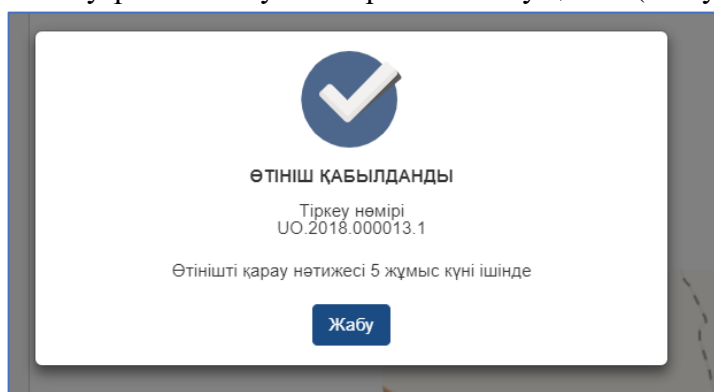 ӨТІНІШ ҚАБЫЛДАНДЫ
Тіркеу нөмірі
UO.2018.000013.1
Өтінішті қарау нәтижесі 5 жұмыс күні ішінде
Жабу